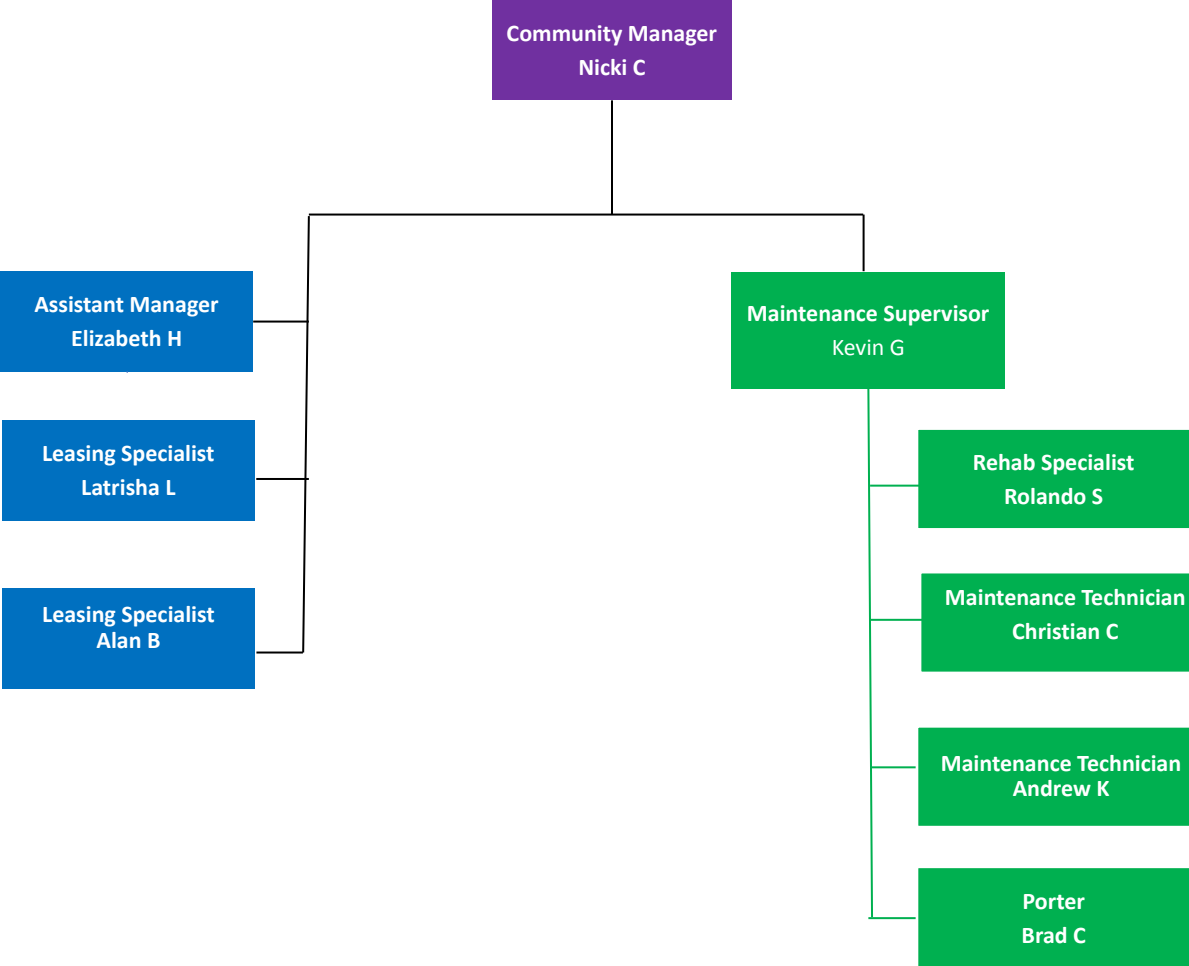 Community Manager
Nicki C
Assistant Manager
Elizabeth H
Leasing Specialist
Latrisha L
Leasing Specialist
Alan B
Maintenance Supervisor
Kevin G
Rehab Specialist
Rolando S
Maintenance Technician
Christian C
Maintenance Technician
Andrew K
Porter
Brad C